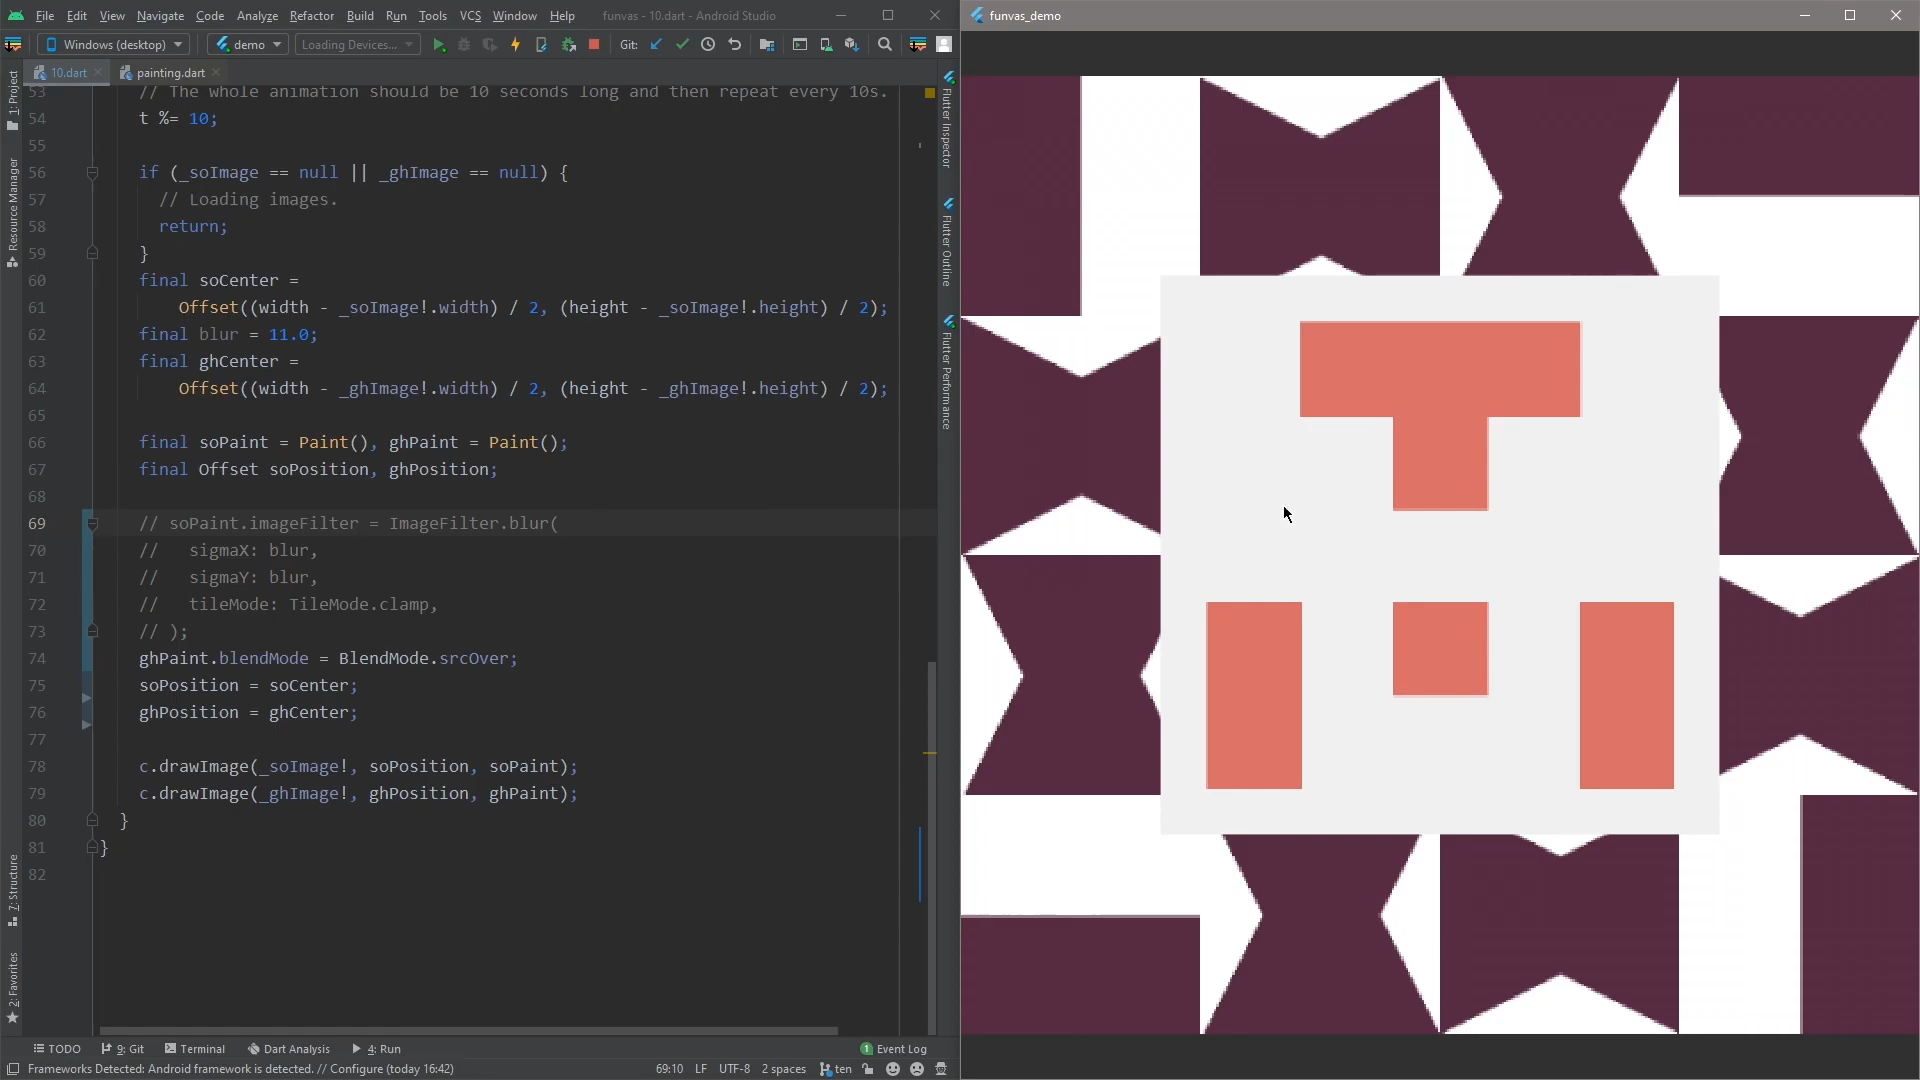 File Edit View Navigate Code Analyze Refactor Build Run Tools VCS Window Help funvas - 10.dart - Android Studio
funvas_demo
Windows (desktop) demo Loading Devices... Git:
10.dart painting.dart
53 // The whole animation should be 10 seconds long and then repeat every 10s.
54 t %= 10;
55
56 if (_soImage == null || _ghImage == null) {
57 // Loading images.
58 return;
59 }
60 final soCenter =
61 Offset((width - _soImage!.width) / 2, (height - _soImage!.height) / 2);
62 final blur = 11.0;
63 final ghCenter =
64 Offset((width - _ghImage!.width) / 2, (height - _ghImage!.height) / 2);
65
66 final soPaint = Paint(), ghPaint = Paint();
67 final Offset soPosition, ghPosition;
68
69 // soPaint.imageFilter = ImageFilter.blur(
70 //   sigmaX: blur,
71 //   sigmaY: blur,
72 //   tileMode: TileMode.clamp,
73 // );
74 ghPaint.blendMode = BlendMode.srcOver;
75 soPosition = soCenter;
76 ghPosition = ghCenter;
77
78 c.drawImage(_soImage!, soPosition, soPaint);
79 c.drawImage(_ghImage!, ghPosition, ghPaint);
80 }
81 }
82
1: Project
Resource Manager
7: Structure
2: Favorites
Flutter Inspector
Flutter Outline
Flutter Performance
TODO 9: Git Terminal Dart Analysis 4: Run 1 Event Log
Frameworks Detected: Android framework is detected. // Configure (today 16:42) 69:10 LF UTF-8 2 spaces ten